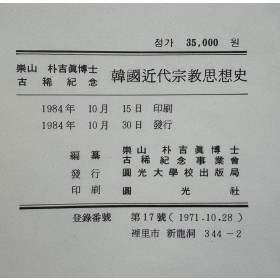 정가 35,000 원
崇山 朴吉眞博士
古稀紀念 韓國近代宗敎思想史
1984年 10月 15日 印刷
1984年 10月 30日 發行
編纂 崇山 朴吉眞博士
古稀紀念事業會
發行 圓光大學校出版局
印刷 圓光社
登錄番號 第17號 (1971.10.28)
裡里市 新龍洞 344-2